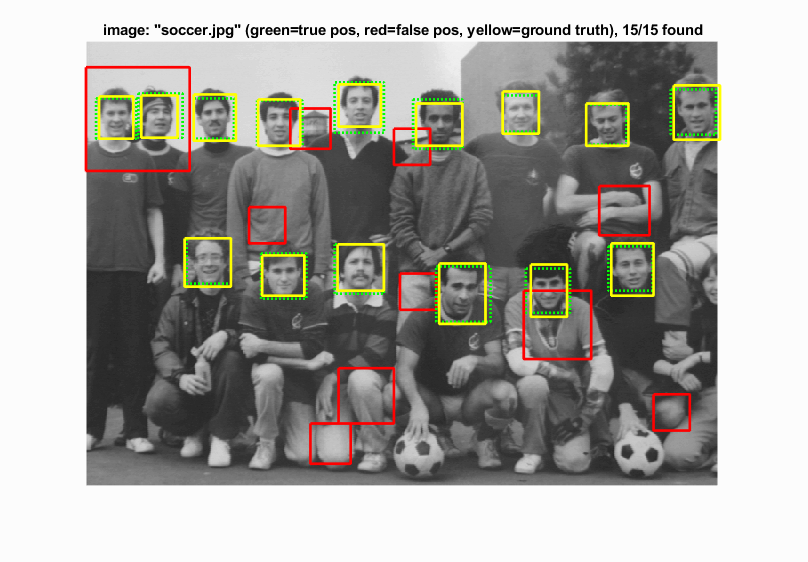 image: "soccer.jpg" (green=true pos, red=false pos, yellow=ground truth), 15/15 found